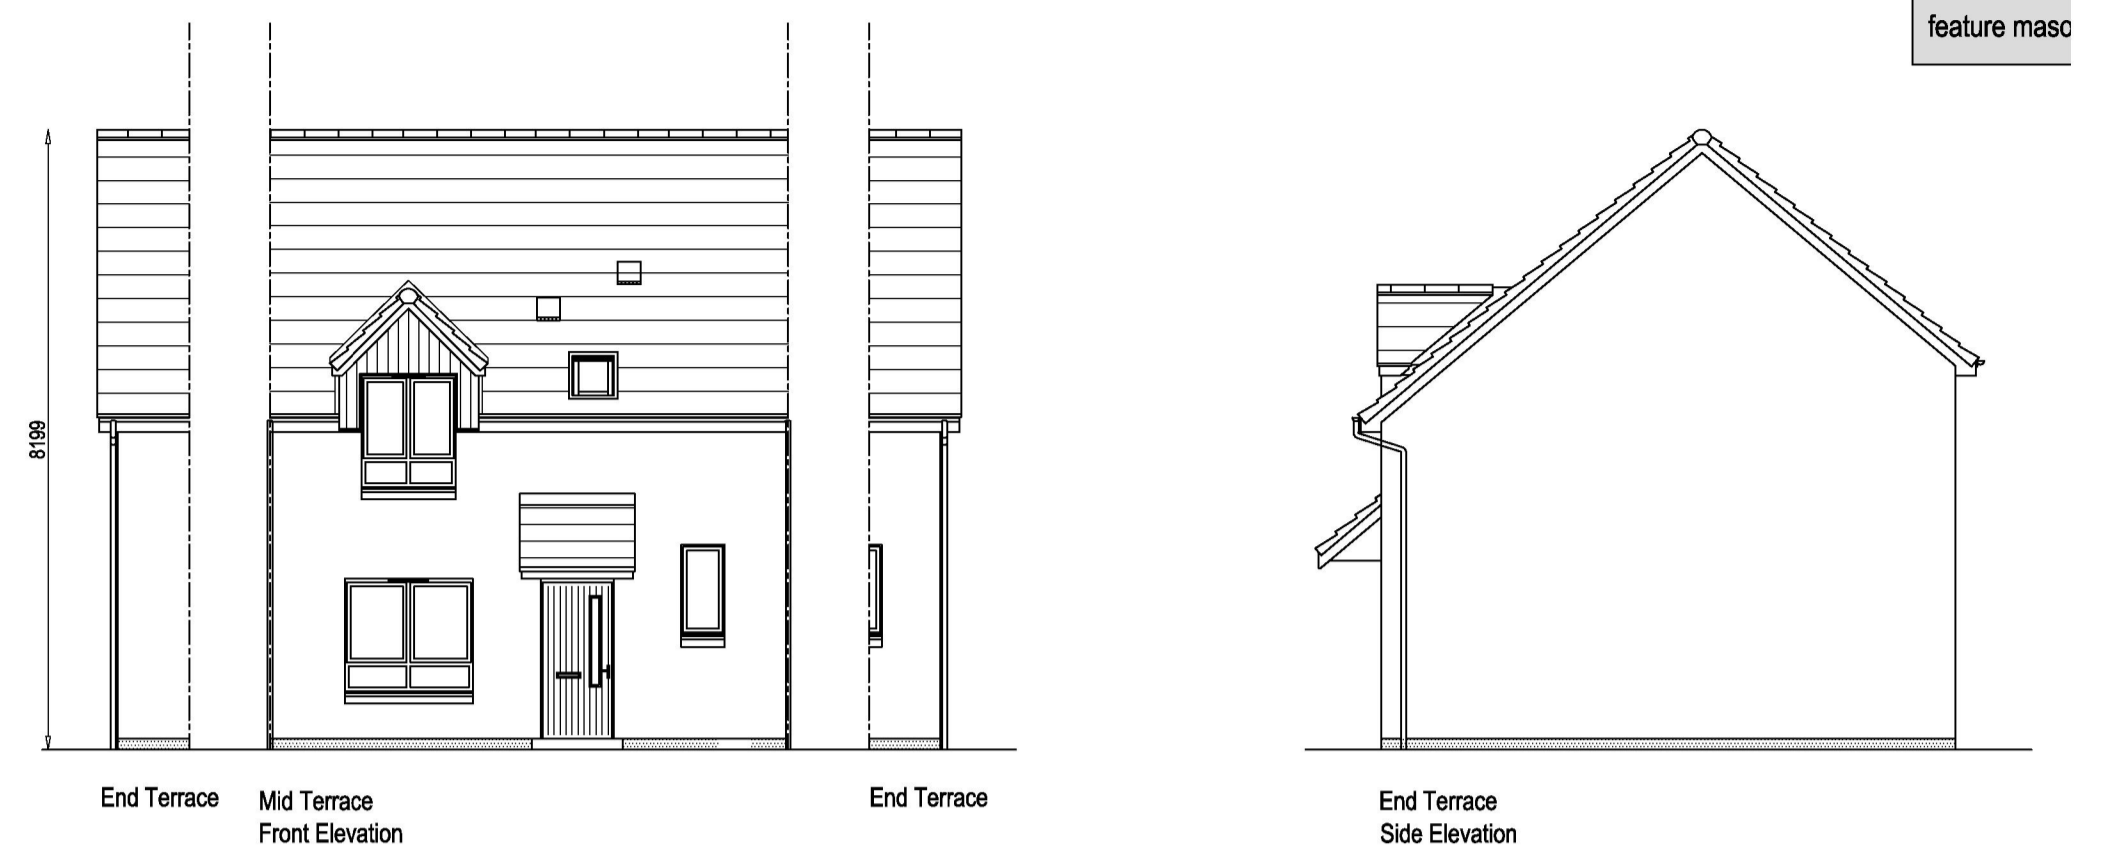 feature maso
8199
End Terrace
Mid Terrace
Front Elevation
End Terrace
End Terrace
Side Elevation